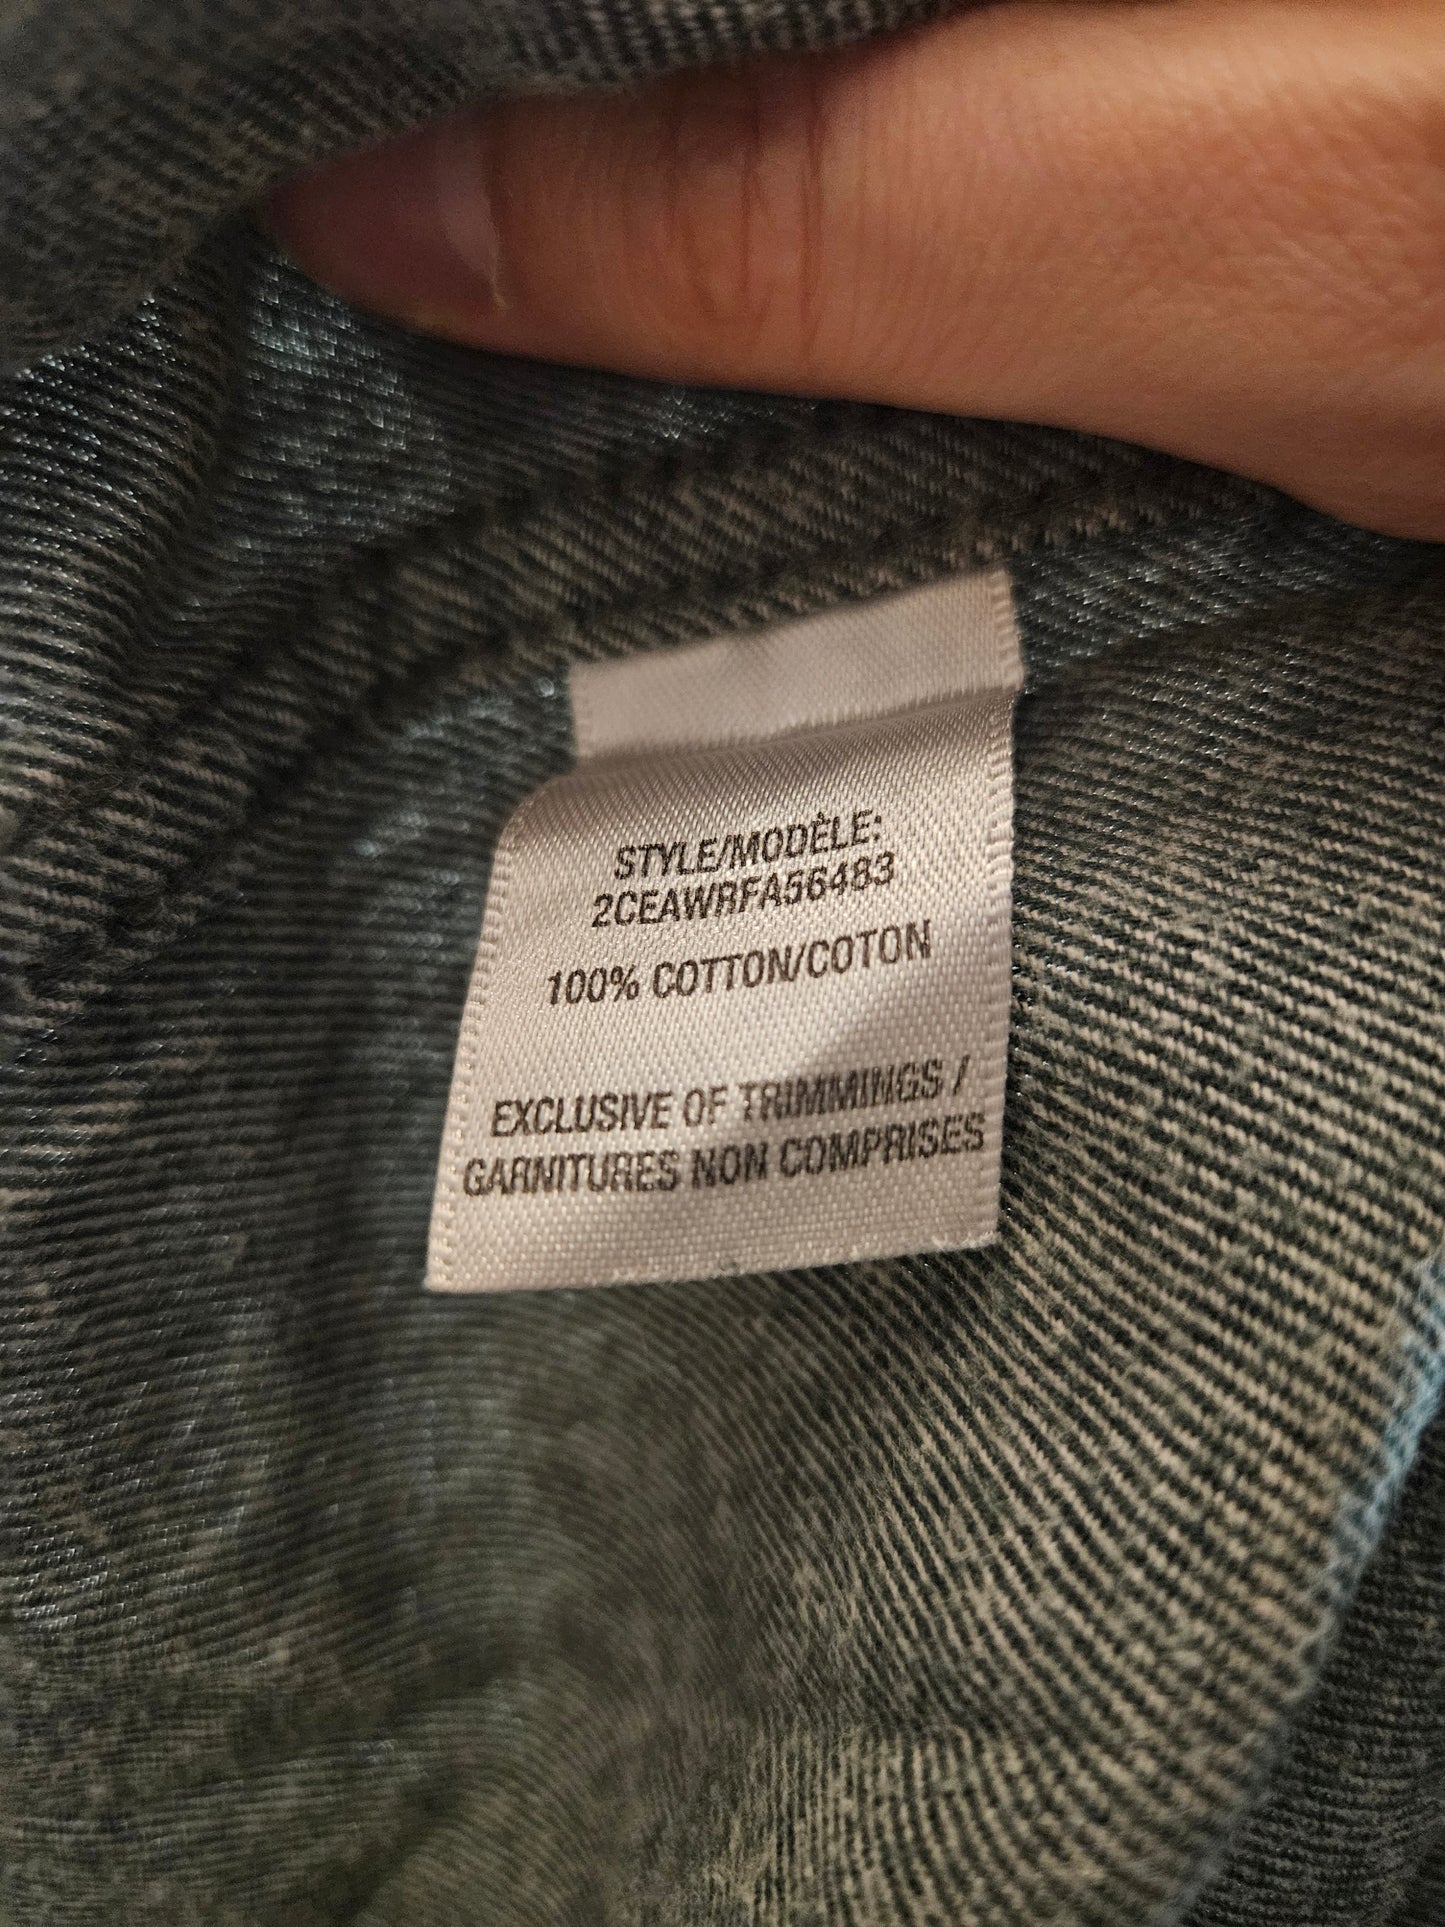 STYLE/MODÈLE:
2CEAWRFA56483
100% COTTON/COTON
EXCLUSIVE OF TRIMMINGS /
GARNITURES NON COMPRISES